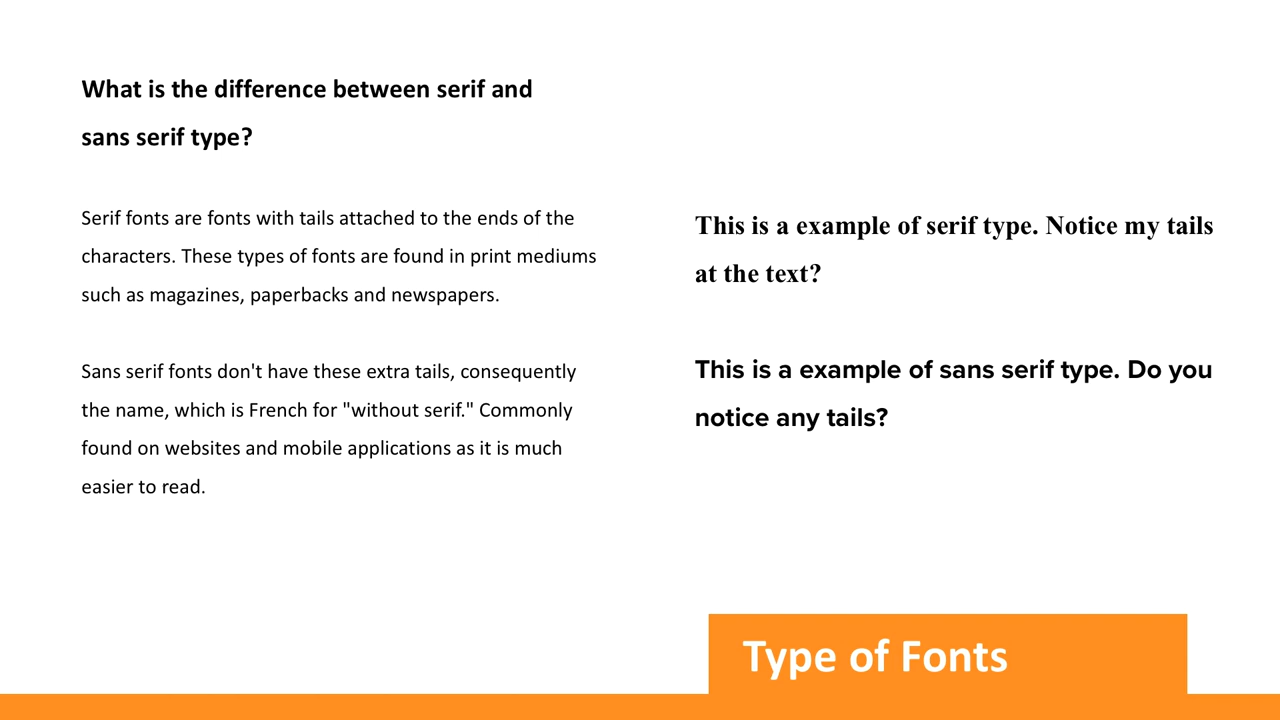 What is the difference between serif and
sans serif type?
Serif fonts are fonts with tails attached to the ends of the
characters. These types of fonts are found in print mediums
such as magazines, paperbacks and newspapers.
Sans serif fonts don't have these extra tails, consequently
the name, which is French for "without serif." Commonly
found on websites and mobile applications as it is much
easier to read.
This is a example of serif type. Notice my tails
at the text?
This is a example of sans serif type. Do you
notice any tails?
Type of Fonts